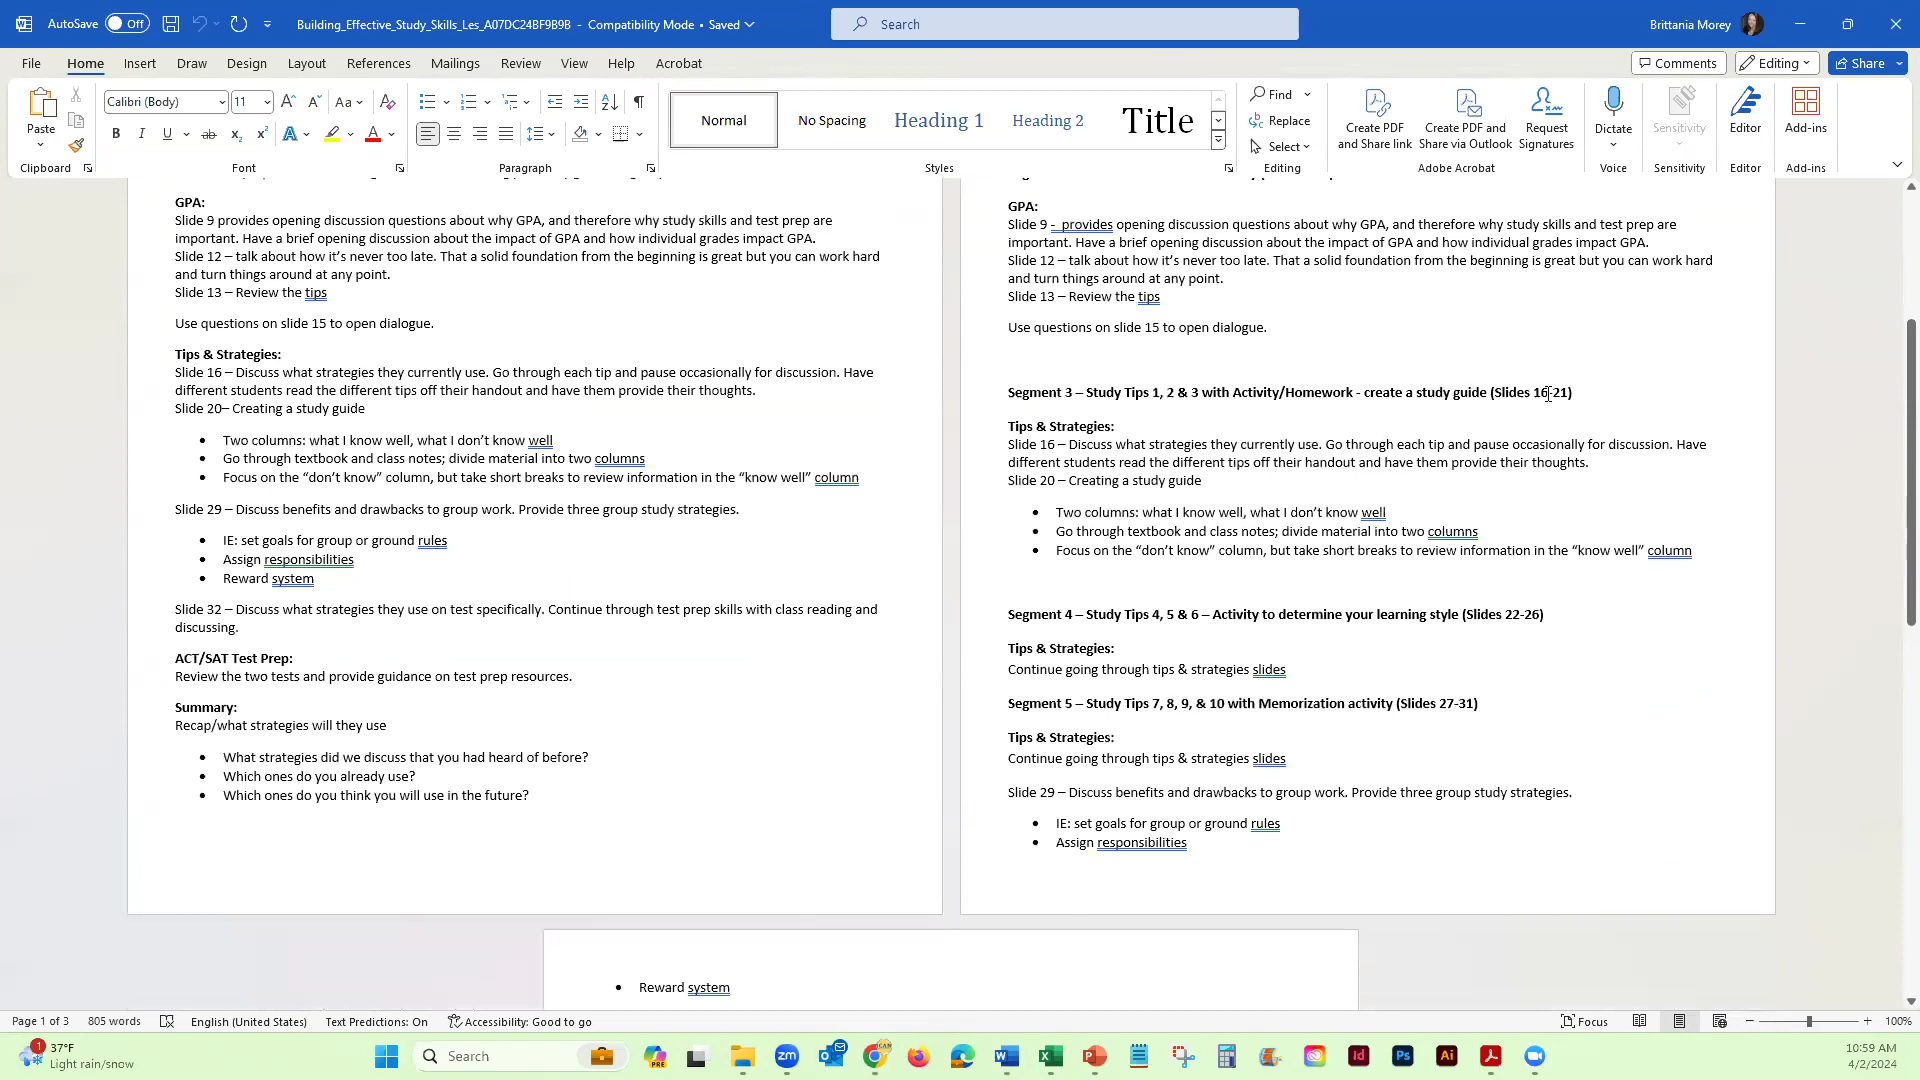 AutoSave Off Building_Effective_Study_Skills_Les_A07DC24BF9B9B - Compatibility Mode • Saved Search Brittania Morey
File Home Insert Draw Design Layout References Mailings Review View Help Acrobat Comments Editing Share
Paste Calibri (Body) 11 Normal No Spacing Heading 1 Heading 2 Title Find Replace Select Create PDF and Share link Create PDF and Share via Outlook Request Signatures Dictate Sensitivity Editor Add-ins
Clipboard Font Paragraph Styles Editing Adobe Acrobat Voice Sensitivity Editor Add-ins
GPA:
Slide 9 provides opening discussion questions about why GPA, and therefore why study skills and test prep are
important. Have a brief opening discussion about the impact of GPA and how individual grades impact GPA.
Slide 12 – talk about how it’s never too late. That a solid foundation from the beginning is great but you can work hard
and turn things around at any point.
Slide 13 – Review the tips
Use questions on slide 15 to open dialogue.
Tips & Strategies:
Slide 16 – Discuss what strategies they currently use. Go through each tip and pause occasionally for discussion. Have
different students read the different tips off their handout and have them provide their thoughts.
Slide 20– Creating a study guide
• Two columns: what I know well, what I don’t know well
• Go through textbook and class notes; divide material into two columns
• Focus on the “don’t know” column, but take short breaks to review information in the “know well” column
Slide 29 – Discuss benefits and drawbacks to group work. Provide three group study strategies.
• IE: set goals for group or ground rules
• Assign responsibilities
• Reward system
Slide 32 – Discuss what strategies they use on test specifically. Continue through test prep skills with class reading and
discussing.
ACT/SAT Test Prep:
Review the two tests and provide guidance on test prep resources.
Summary:
Recap/what strategies will they use
• What strategies did we discuss that you had heard of before?
• Which ones do you already use?
• Which ones do you think you will use in the future?
GPA:
Slide 9 - provides opening discussion questions about why GPA, and therefore why study skills and test prep are
important. Have a brief opening discussion about the impact of GPA and how individual grades impact GPA.
Slide 12 – talk about how it’s never too late. That a solid foundation from the beginning is great but you can work hard
and turn things around at any point.
Slide 13 – Review the tips
Use questions on slide 15 to open dialogue.
Segment 3 – Study Tips 1, 2 & 3 with Activity/Homework - create a study guide (Slides 16-21)
Tips & Strategies:
Slide 16 – Discuss what strategies they currently use. Go through each tip and pause occasionally for discussion. Have
different students read the different tips off their handout and have them provide their thoughts.
Slide 20 – Creating a study guide
• Two columns: what I know well, what I don’t know well
• Go through textbook and class notes; divide material into two columns
• Focus on the “don’t know” column, but take short breaks to review information in the “know well” column
Segment 4 – Study Tips 4, 5 & 6 – Activity to determine your learning style (Slides 22-26)
Tips & Strategies:
Continue going through tips & strategies slides
Segment 5 – Study Tips 7, 8, 9, & 10 with Memorization activity (Slides 27-31)
Tips & Strategies:
Continue going through tips & strategies slides
Slide 29 – Discuss benefits and drawbacks to group work. Provide three group study strategies.
• IE: set goals for group or ground rules
• Assign responsibilities
• Reward system
Page 1 of 3 805 words English (United States) Text Predictions: On Accessibility: Good to go Focus 100%
1 37°F Light rain/snow Search 10:59 AM
4/2/2024